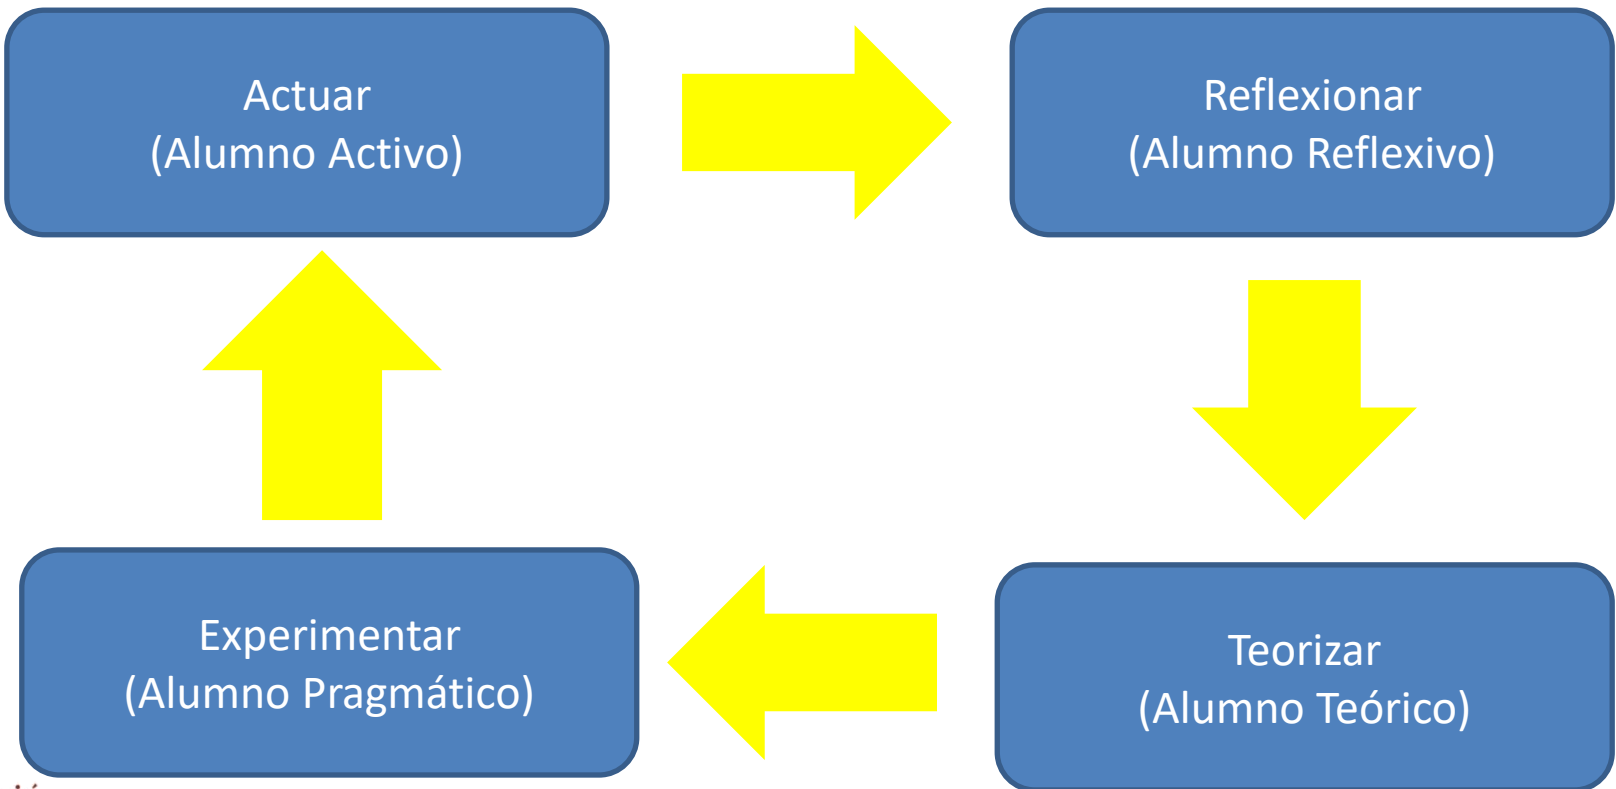 Actuar
(Alumno Activo)
Reflexionar
(Alumno Reflexivo)
Experimentar
(Alumno Pragmático)
Teorizar
(Alumno Teórico)